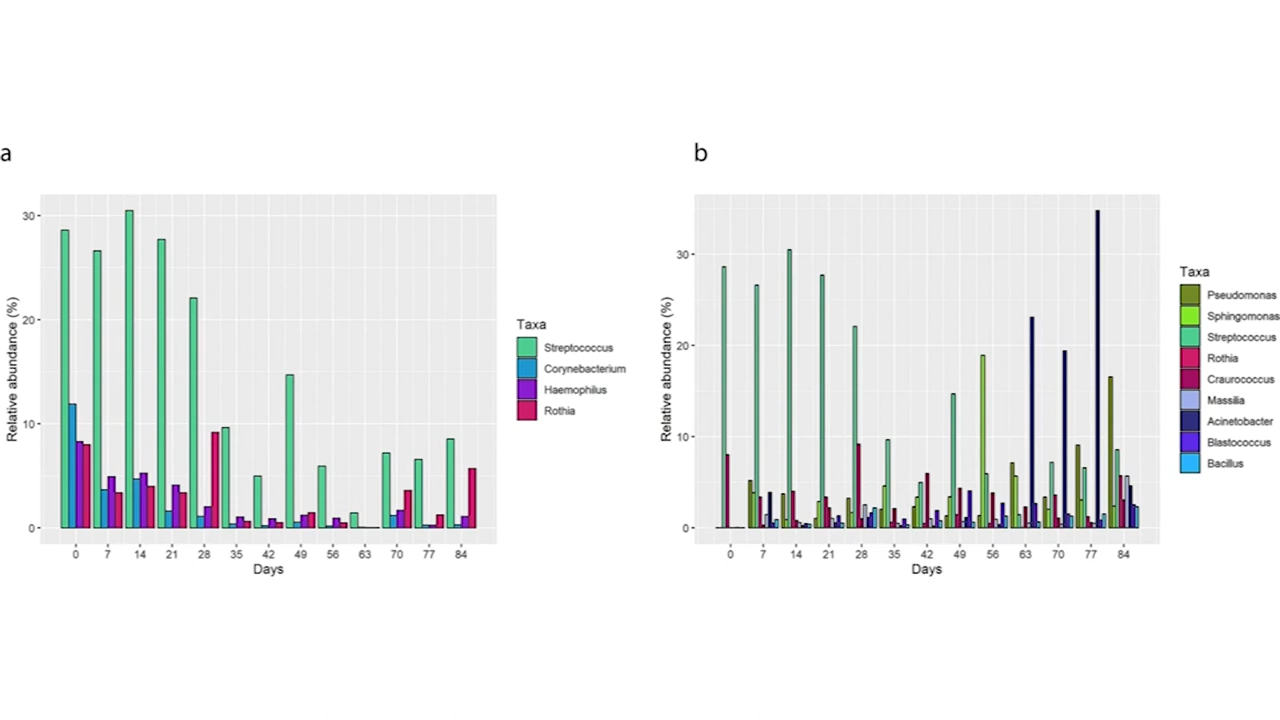 a
Relative abundance (%)
30
20
10
0
0 7 14 21 28 35 42 49 56 63 70 77 84
Days
Taxa
Streptococcus
Corynebacterium
Haemophilus
Rothia
b
Relative abundance (%)
30
20
10
0
0 7 14 21 28 35 42 49 56 63 70 77 84
Days
Taxa
Pseudomonas
Sphingomonas
Streptococcus
Rothia
Craurococcus
Massilia
Acinetobacter
Blastococcus
Bacillus